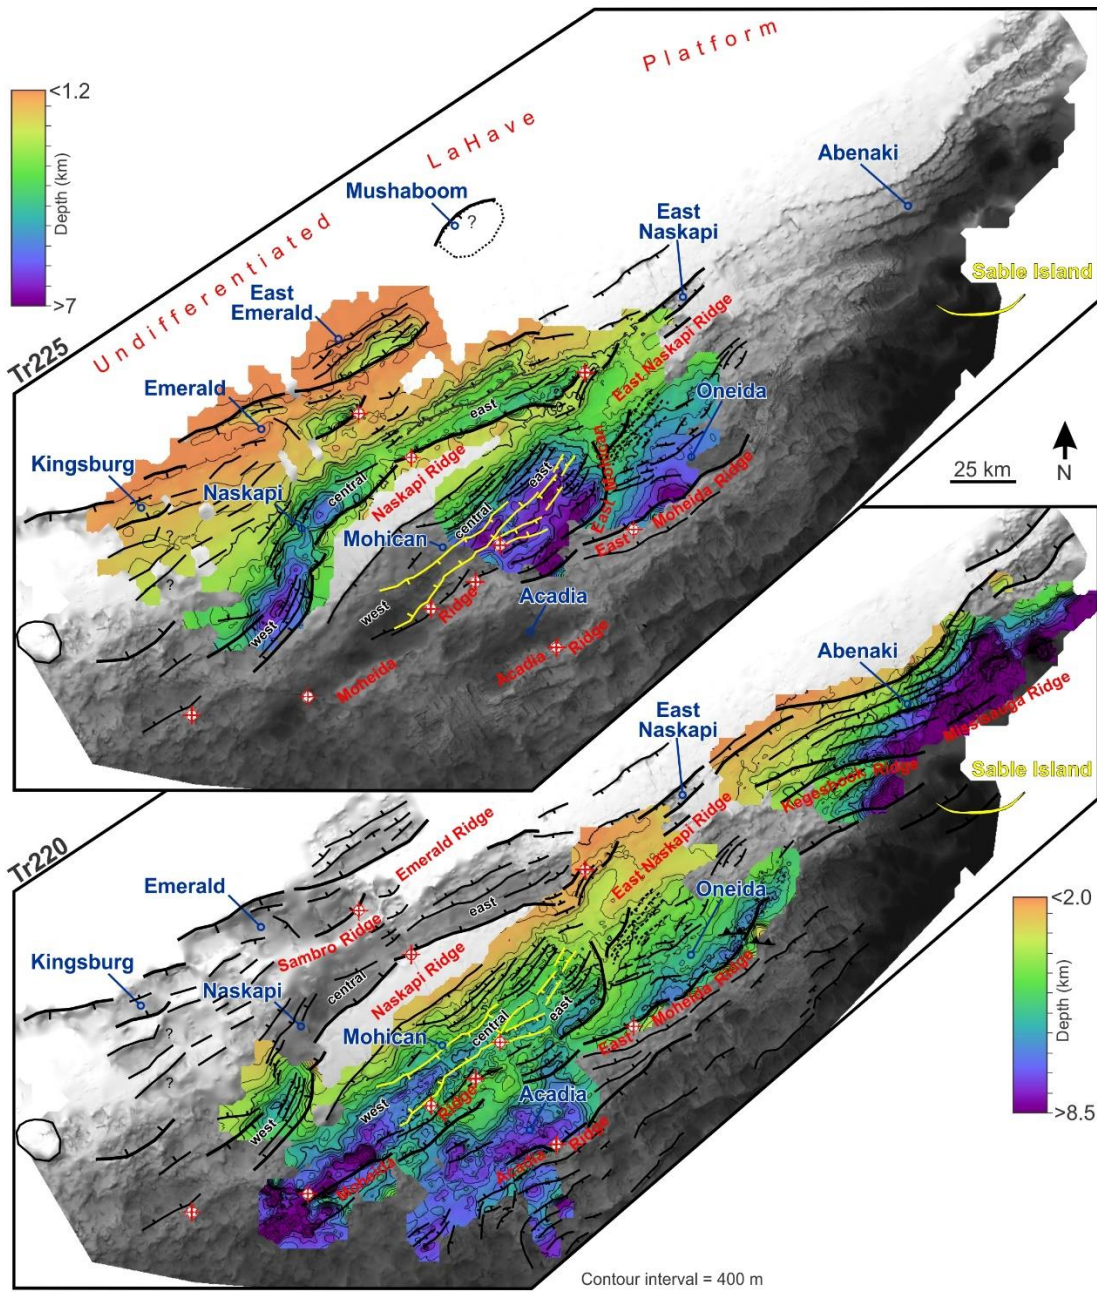 <1.2
Depth (km)
>7
Tr225
Undifferentiated
LaHave
Platform
Mushaboom
?
Abenaki
East
Naskapi
Sable Island
East
Emerald
Emerald
Kingsburg
Naskapi
east
central
west
Naskapi Ridge
East Naskapi Ridge
Oneida
East Mohican
East Moheida Ridge
Mohican
east
central
west
Ridge
Moheida
Acadia
Acadia Ridge
?
?
25 km
N
Tr220
Emerald Ridge
Emerald
Sambro Ridge
Kingsburg
Naskapi
east
central
west
Naskapi Ridge
East
Naskapi
East Naskapi Ridge
Oneida
Abenaki
Missisauga Ridge
Kegeshook Ridge
Sable Island
East Moheida Ridge
Mohican
central
east
west
Ridge
Moheida
Acadia
Acadia Ridge
?
?
<2.0
Depth (km)
>8.5
Contour interval = 400 m